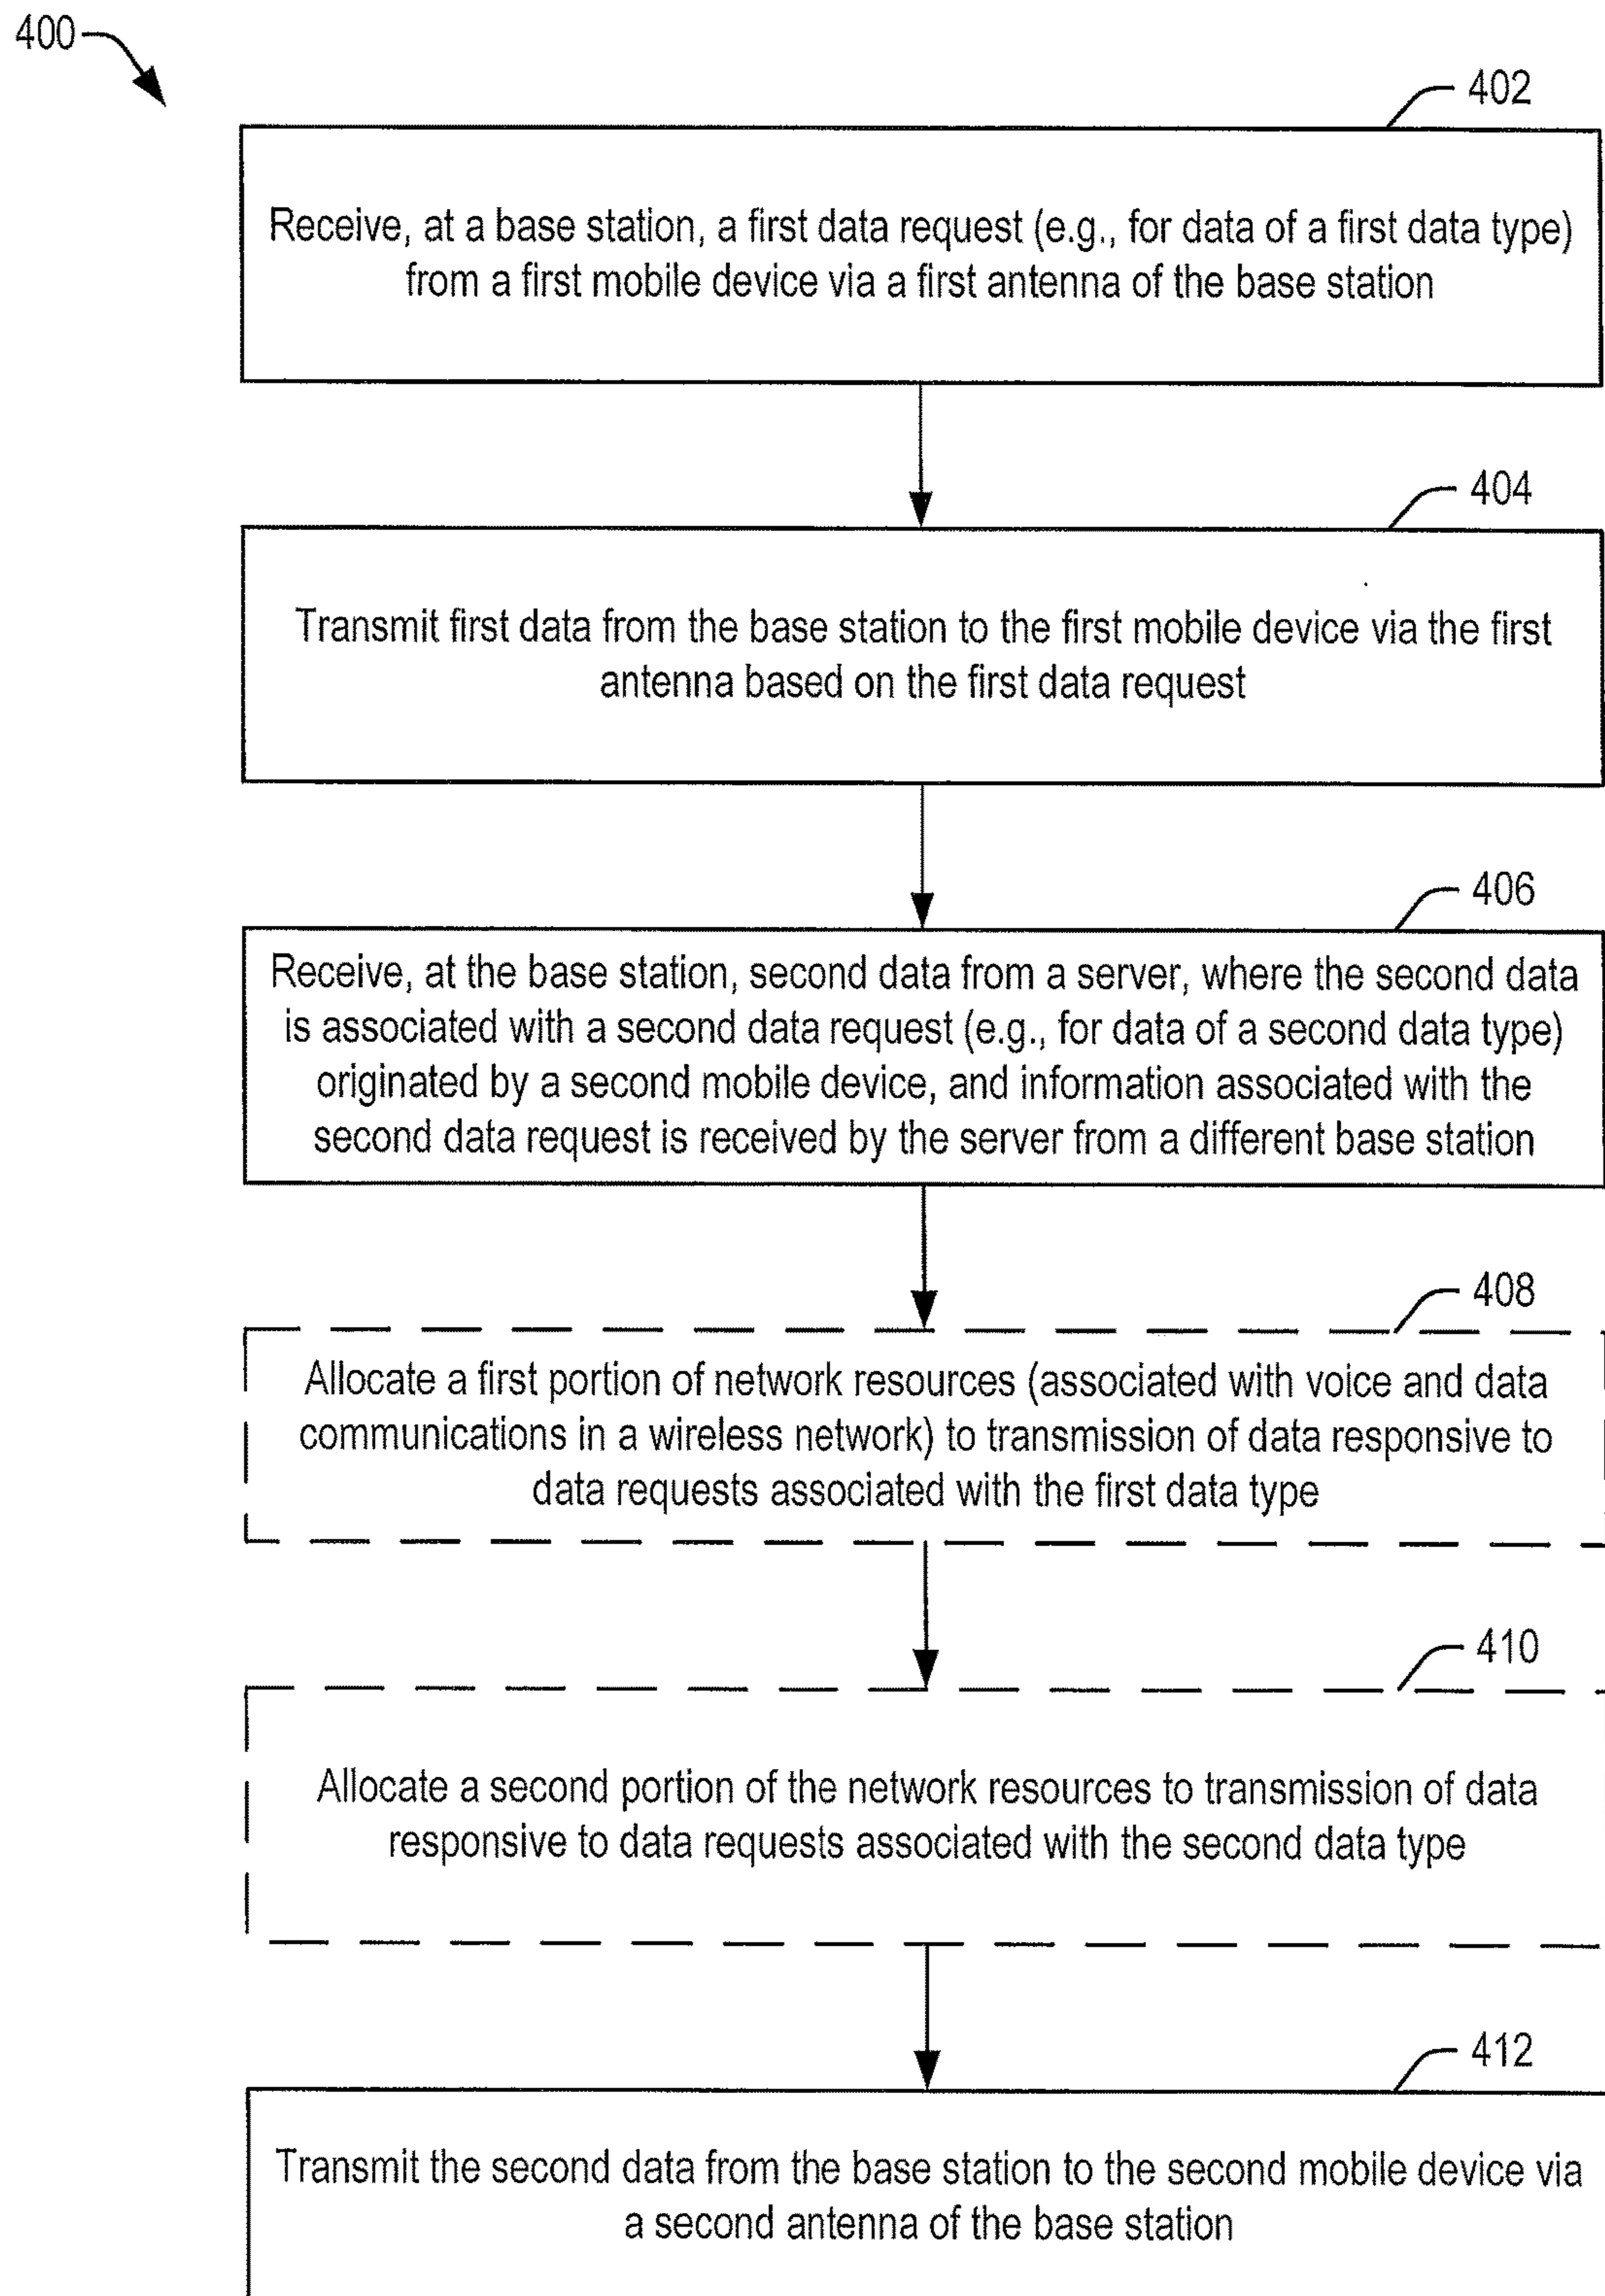 400
402
Receive, at a base station, a first data request (e.g., for data of a first data type)
from a first mobile device via a first antenna of the base station
404
Transmit first data from the base station to the first mobile device via the first
antenna based on the first data request
406
Receive, at the base station, second data from a server, where the second data
is associated with a second data request (e.g., for data of a second data type)
originated by a second mobile device, and information associated with the
second data request is received by the server from a different base station
408
Allocate a first portion of network resources (associated with voice and data
communications in a wireless network) to transmission of data responsive to
data requests associated with the first data type
410
Allocate a second portion of the network resources to transmission of data
responsive to data requests associated with the second data type
412
Transmit the second data from the base station to the second mobile device via
a second antenna of the base station